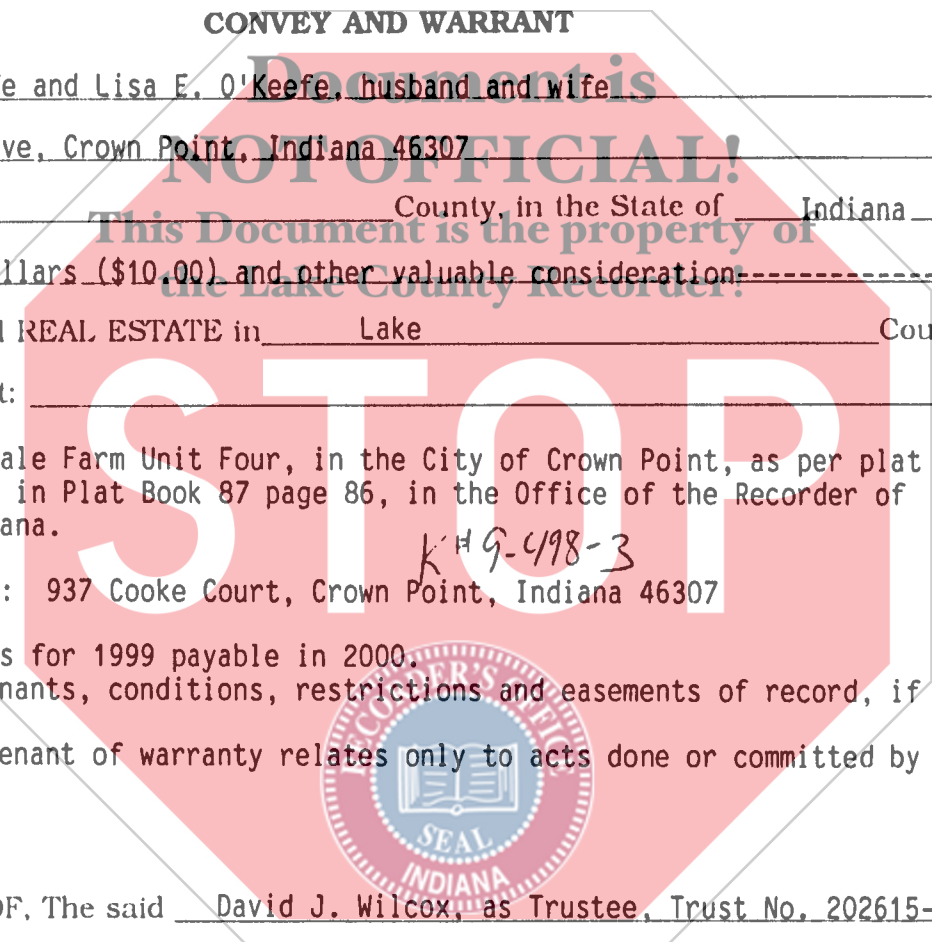 CONVEY AND WARRANT
Document is
e and Lisa E. O'Keefe, husband and wife
NOT OFFICIAL!
ve, Crown Point, Indiana 46307
County, in the State of Indiana
This Document is the property of
llars ($10.00) and other valuable consideration-------------
the Lake County Recorder!
REAL ESTATE in Lake Cou
t:
STOP
ale Farm Unit Four, in the City of Crown Point, as per plat
in Plat Book 87 page 86, in the Office of the Recorder of
ana.
K#9-498-3
: 937 Cooke Court, Crown Point, Indiana 46307
s for 1999 payable in 2000.
nants, conditions, restrictions and easements of record, if
enant of warranty relates only to acts done or committed by
RECORDER'S OFFICE
SEAL
INDIANA
OF, The said David J. Wilcox, as Trustee, Trust No. 202615-